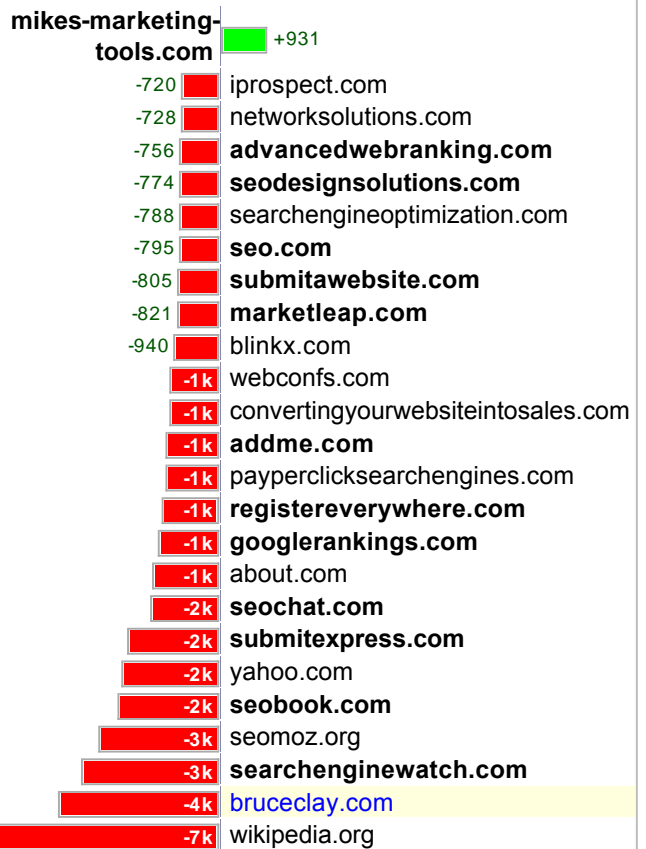 mikes-marketing-
tools.com +931
-720 iprospect.com
-728 networksolutions.com
-756 advancedwebranking.com
-774 seodesignsolutions.com
-788 searchengineoptimization.com
-795 seo.com
-805 submitawebsite.com
-821 marketleap.com
-940 blinkx.com
-1k webconfs.com
-1k convertingyourwebsiteintosales.com
-1k addme.com
-1k payperclicksearchengines.com
-1k registereverywhere.com
-1k googlerankings.com
-1k about.com
-2k seochat.com
-2k submitexpress.com
-2k yahoo.com
-2k seobook.com
-3k seomoz.org
-3k searchenginewatch.com
-4k bruceclay.com
-7k wikipedia.org